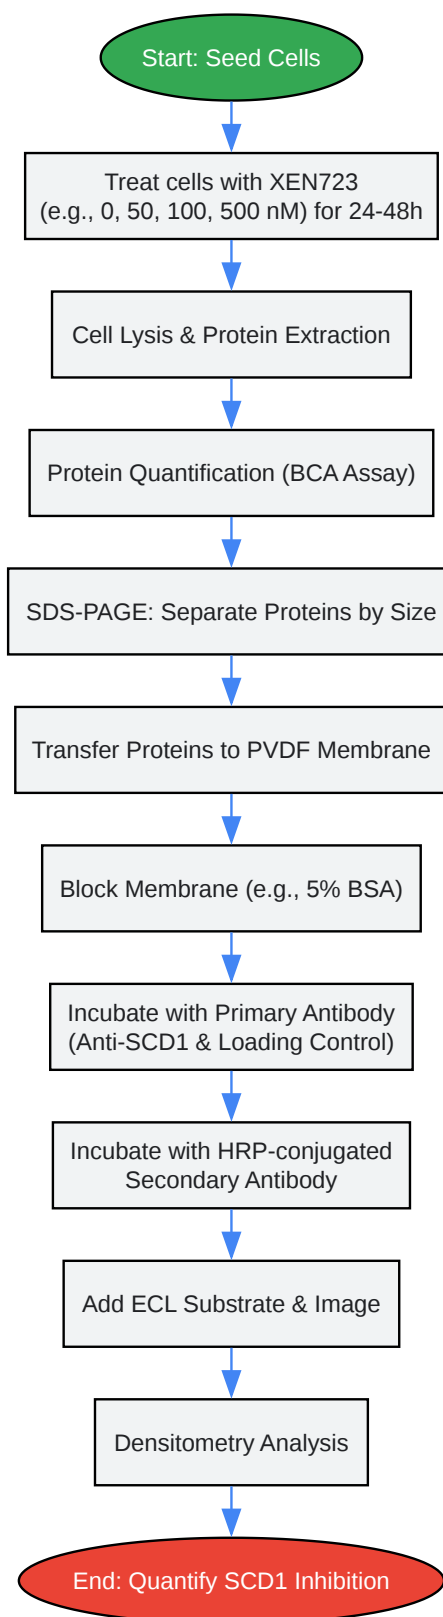 Start: Seed Cells
Treat cells with XEN723
(e.g., 0, 50, 100, 500 nM) for 24-48h
Cell Lysis & Protein Extraction
Protein Quantification (BCA Assay)
SDS-PAGE: Separate Proteins by Size
Transfer Proteins to PVDF Membrane
Block Membrane (e.g., 5% BSA)
Incubate with Primary Antibody
(Anti-SCD1 & Loading Control)
Incubate with HRP-conjugated
Secondary Antibody
Add ECL Substrate & Image
Densitometry Analysis
End: Quantify SCD1 Inhibition